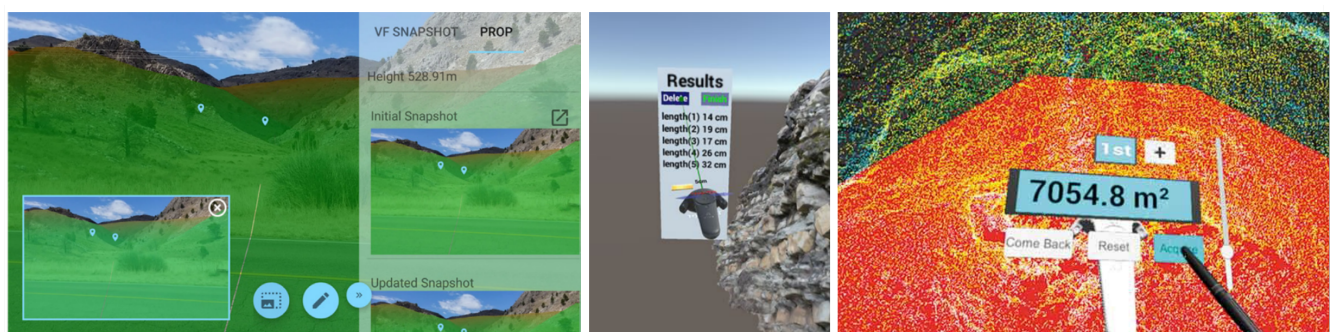 VF SNAPSHOT PROP
Height 528.91m
Initial Snapshot
Updated Snapshot
Results
Delete Finish
length(1) 14 cm
length(2) 19 cm
length(3) 17 cm
length(4) 26 cm
length(5) 32 cm
1st +
7054.8 m²
Come Back Reset